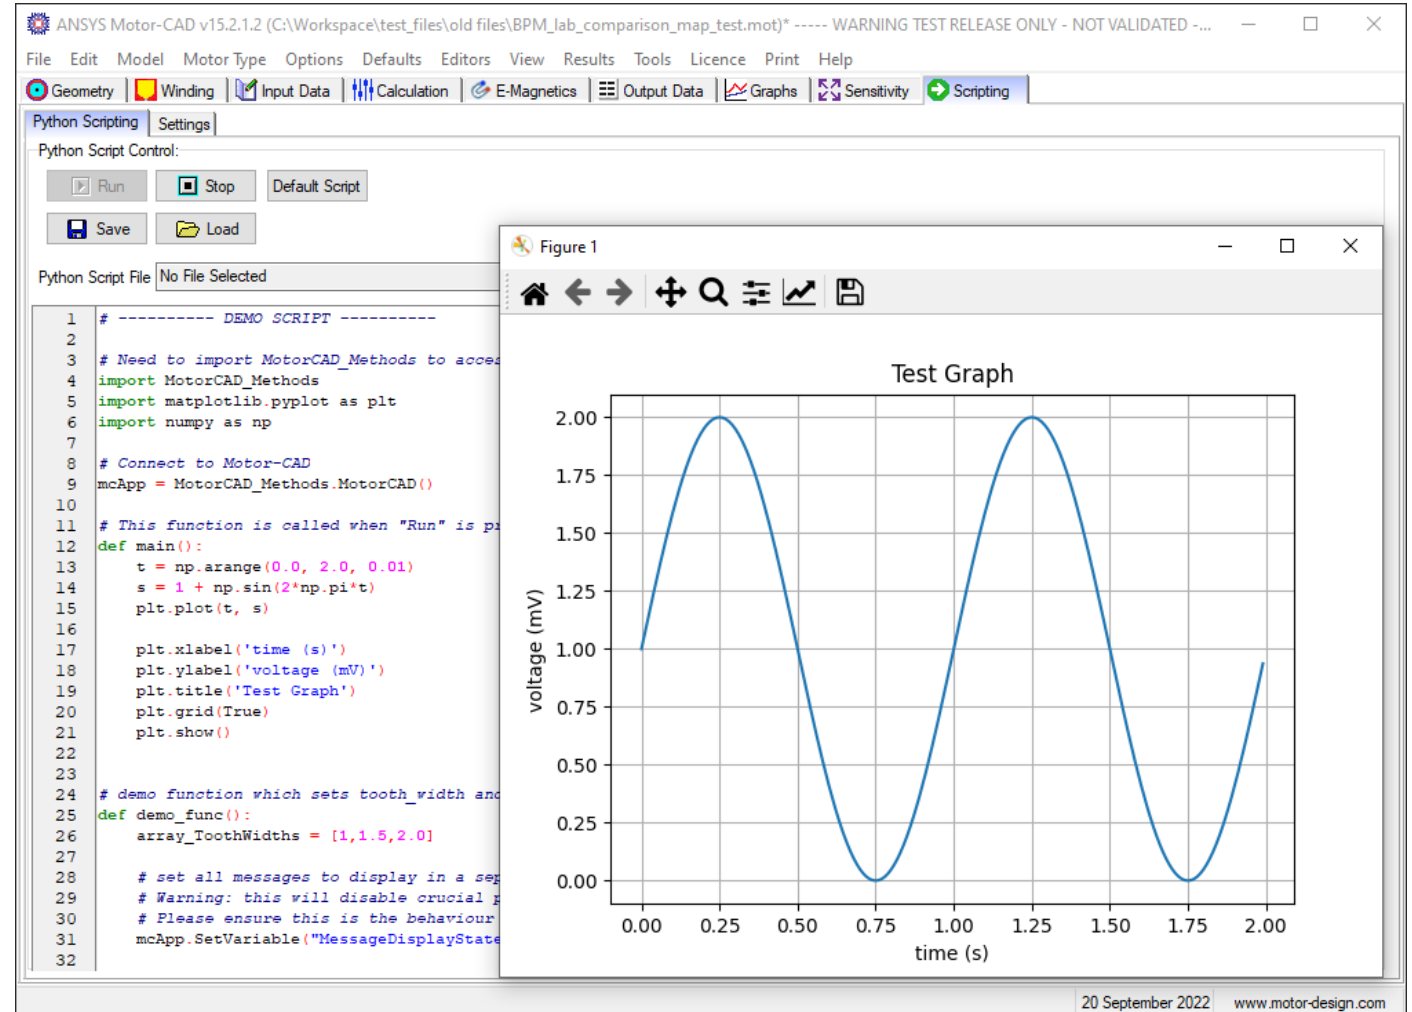 ANSYS Motor-CAD v15.2.1.2 (C:\Workspace\test_files\old files\BPM_lab_comparison_map_test.mot)* ----- WARNING TEST RELEASE ONLY - NOT VALIDATED -...
File Edit Model Motor Type Options Defaults Editors View Results Tools Licence Print Help
Geometry Winding Input Data Calculation E-Magnetics Output Data Graphs Sensitivity Scripting
Python Scripting Settings
Python Script Control:
Run Stop Default Script
Save Load
Python Script File No File Selected
1 # ---------- DEMO SCRIPT ----------
2
3 # Need to import MotorCAD_Methods to acces
4 import MotorCAD_Methods
5 import matplotlib.pyplot as plt
6 import numpy as np
7
8 # Connect to Motor-CAD
9 mcApp = MotorCAD_Methods.MotorCAD()
10
11 # This function is called when "Run" is pr
12 def main():
13 t = np.arange(0.0, 2.0, 0.01)
14 s = 1 + np.sin(2*np.pi*t)
15 plt.plot(t, s)
16
17 plt.xlabel('time (s)')
18 plt.ylabel('voltage (mV)')
19 plt.title('Test Graph')
20 plt.grid(True)
21 plt.show()
22
23
24 # demo function which sets tooth_width and
25 def demo_func():
26 array_ToothWidths = [1,1.5,2.0]
27
28 # set all messages to display in a sep
29 # Warning: this will disable crucial p
30 # Please ensure this is the behaviour
31 mcApp.SetVariable("MessageDisplayState
32
Figure 1
Test Graph
voltage (mV)
2.00
1.75
1.50
1.25
1.00
0.75
0.50
0.25
0.00
0.00 0.25 0.50 0.75 1.00 1.25 1.50 1.75 2.00
time (s)
20 September 2022 www.motor-design.com